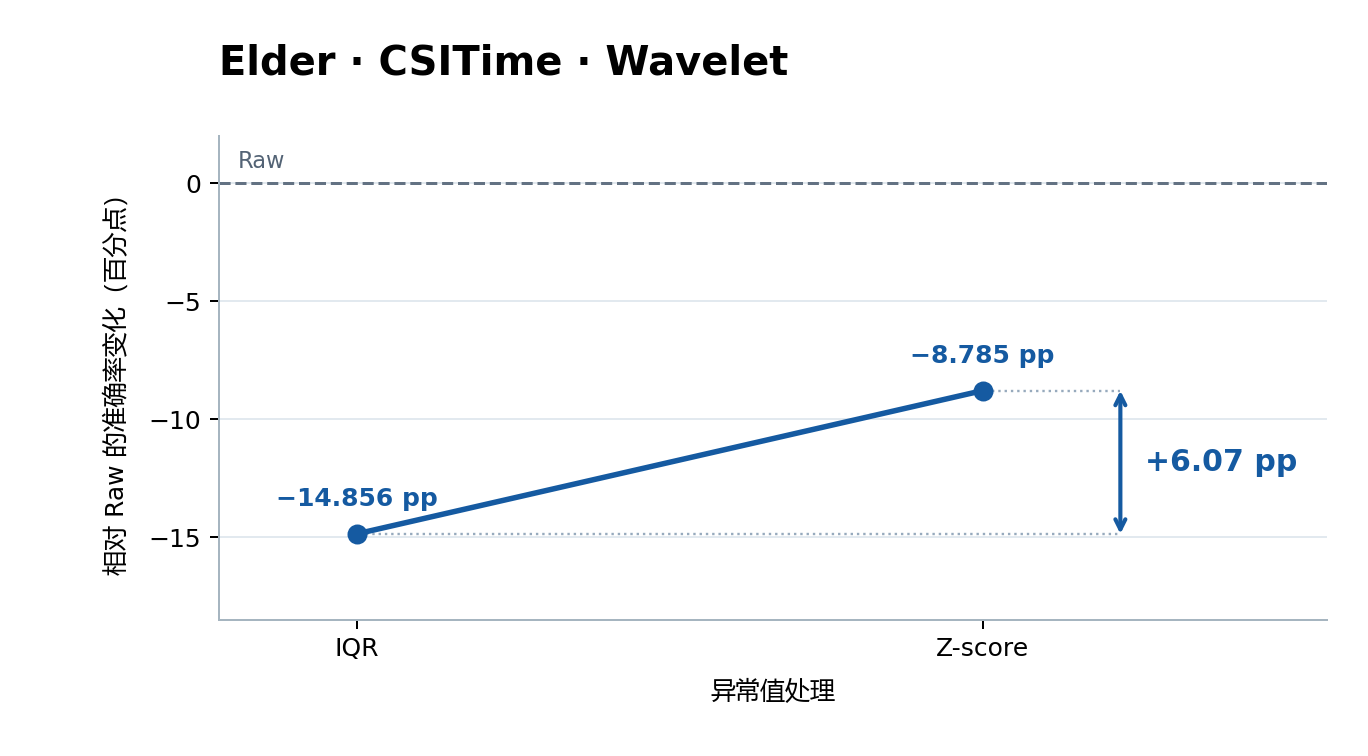 Elder · CSITime · Wavelet
相对 Raw 的准确率变化（百分点）
Raw
0
−5
−10
−15
−14.856 pp
−8.785 pp
+6.07 pp
IQR
Z-score
异常值处理